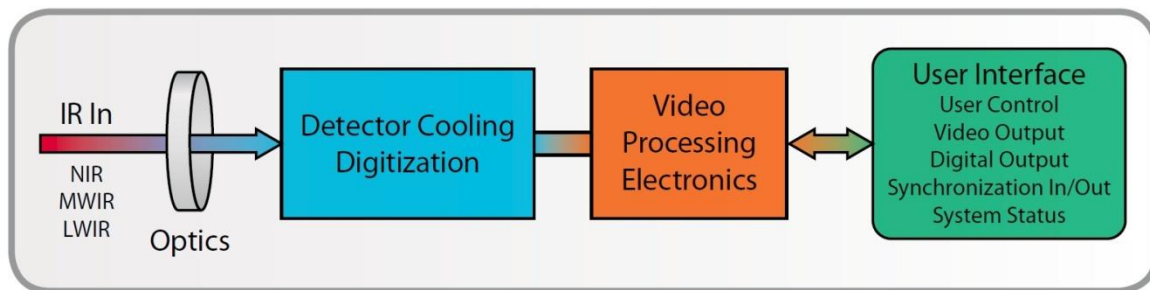 IR In
NIR
MWIR
LWIR
Optics
Detector Cooling
Digitization
Video
Processing
Electronics
User Interface
User Control
Video Output
Digital Output
Synchronization In/Out
System Status